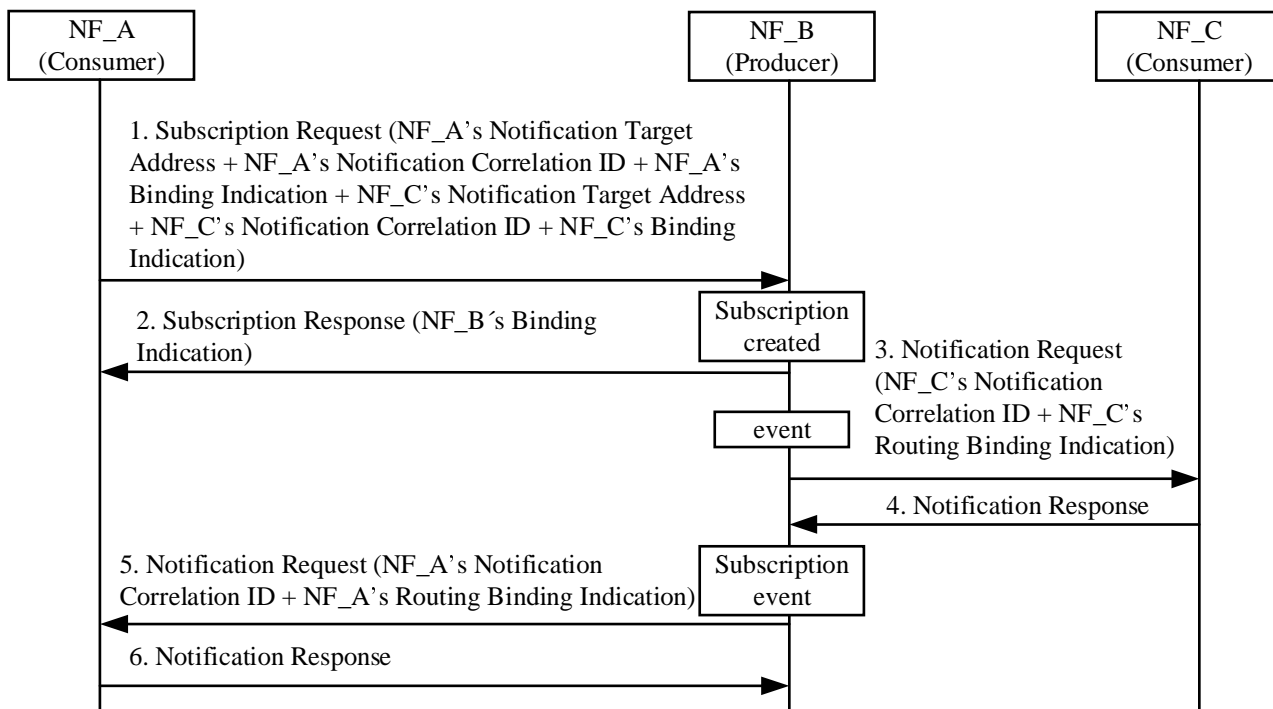 NF_A
(Consumer)
NF_B
(Producer)
NF_C
(Consumer)
1. Subscription Request (NF_A’s Notification Target
Address + NF_A’s Notification Correlation ID + NF_A’s
Binding Indication + NF_C’s Notification Target Address
+ NF_C’s Notification Correlation ID + NF_C’s Binding
Indication)
2. Subscription Response (NF_B´s Binding
Indication)
Subscription
created
3. Notification Request
(NF_C’s Notification
Correlation ID + NF_C’s
Routing Binding Indication)
event
4. Notification Response
5. Notification Request (NF_A’s Notification
Correlation ID + NF_A’s Routing Binding Indication)
Subscription
event
6. Notification Response